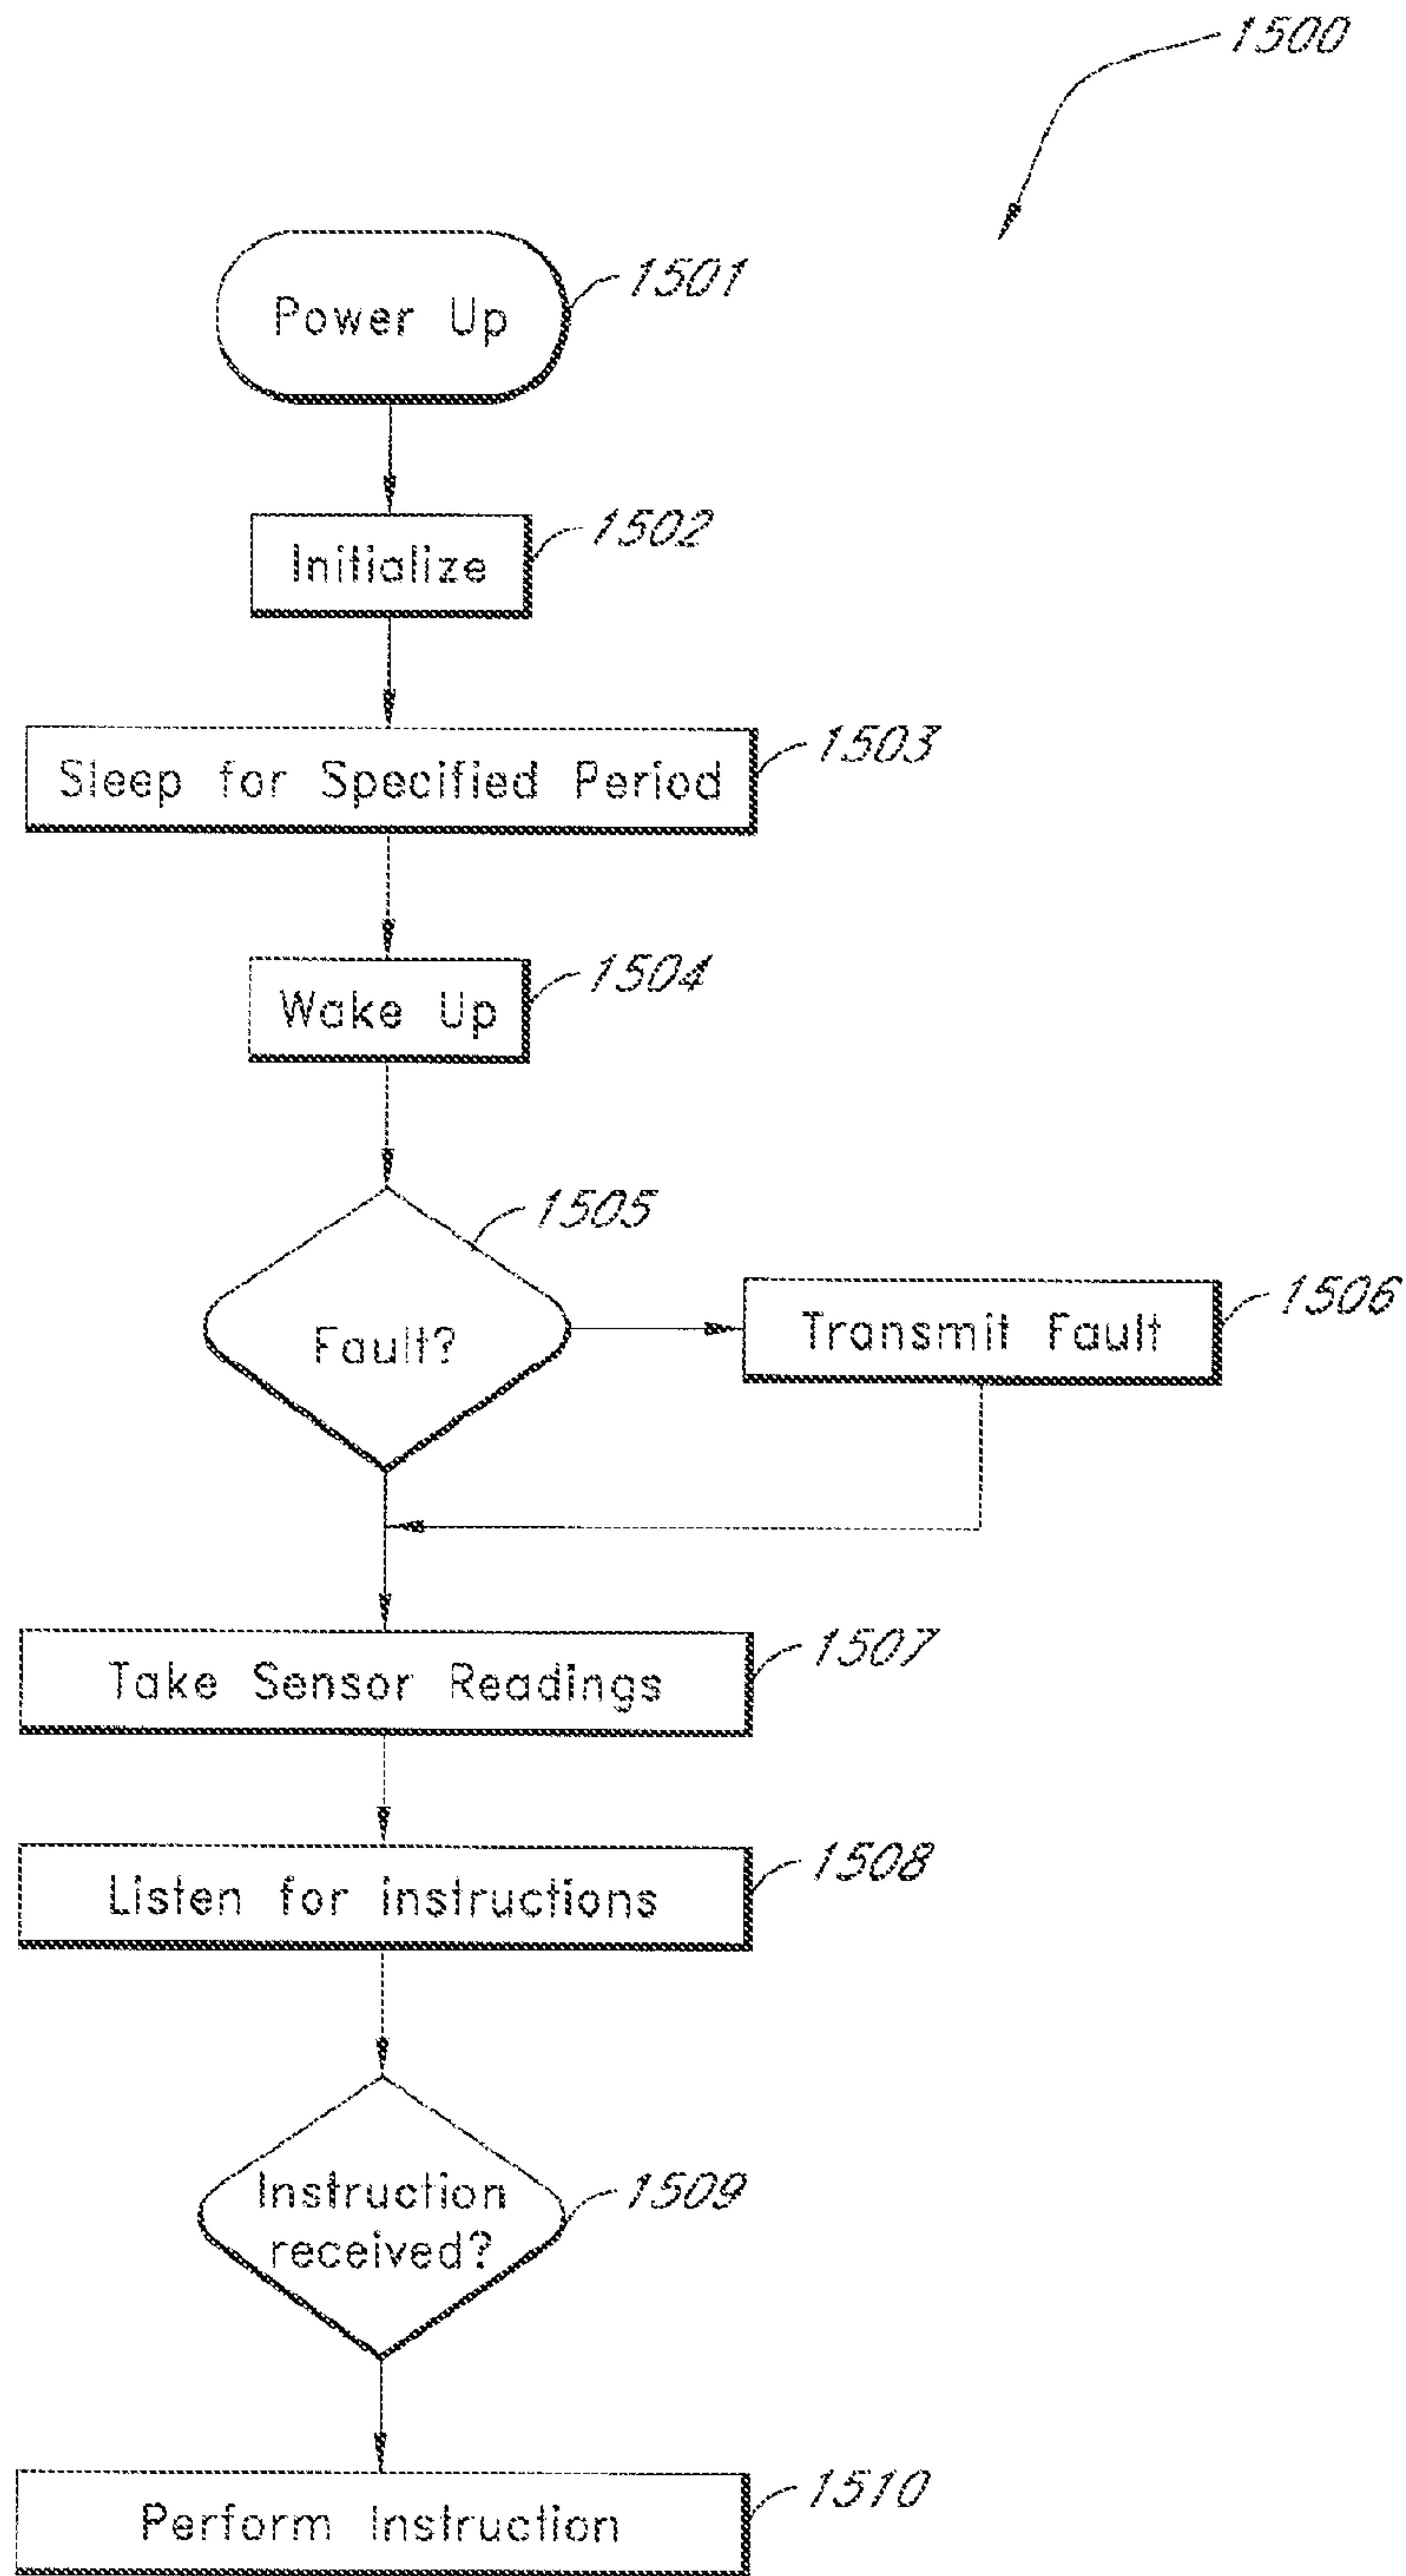 1500
Power Up
1501
Initialize
1502
Sleep for Specified Period
1503
Wake Up
1504
Fault?
1505
Transmit Fault
1506
Take Sensor Readings
1507
Listen for instructions
1508
Instruction
received?
1509
Perform Instruction
1510